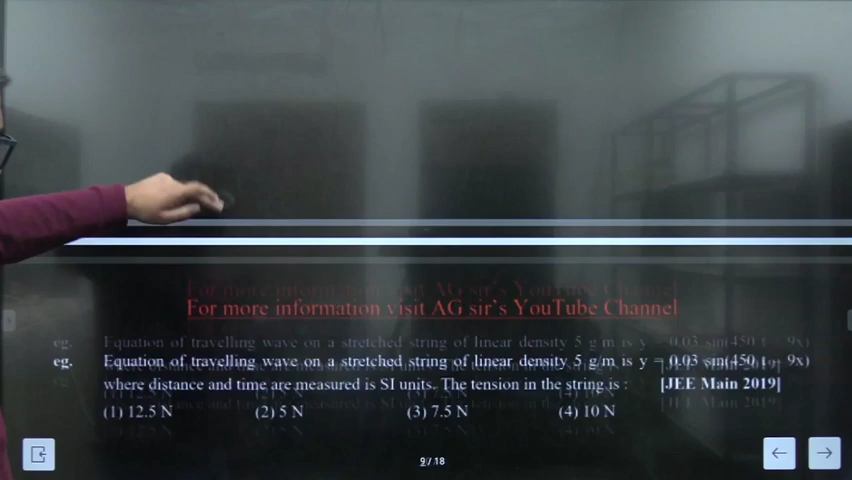 For more information visit AG sir's YouTube Channel
eg. Equation of travelling wave on a stretched string of linear density 5 g/m is y = 0.03 sin(450 t – 9x)
where distance and time are measured is SI units. The tension in the string is : [JEE Main 2019]
(1) 12.5 N (2) 5 N (3) 7.5 N (4) 10 N
9/18